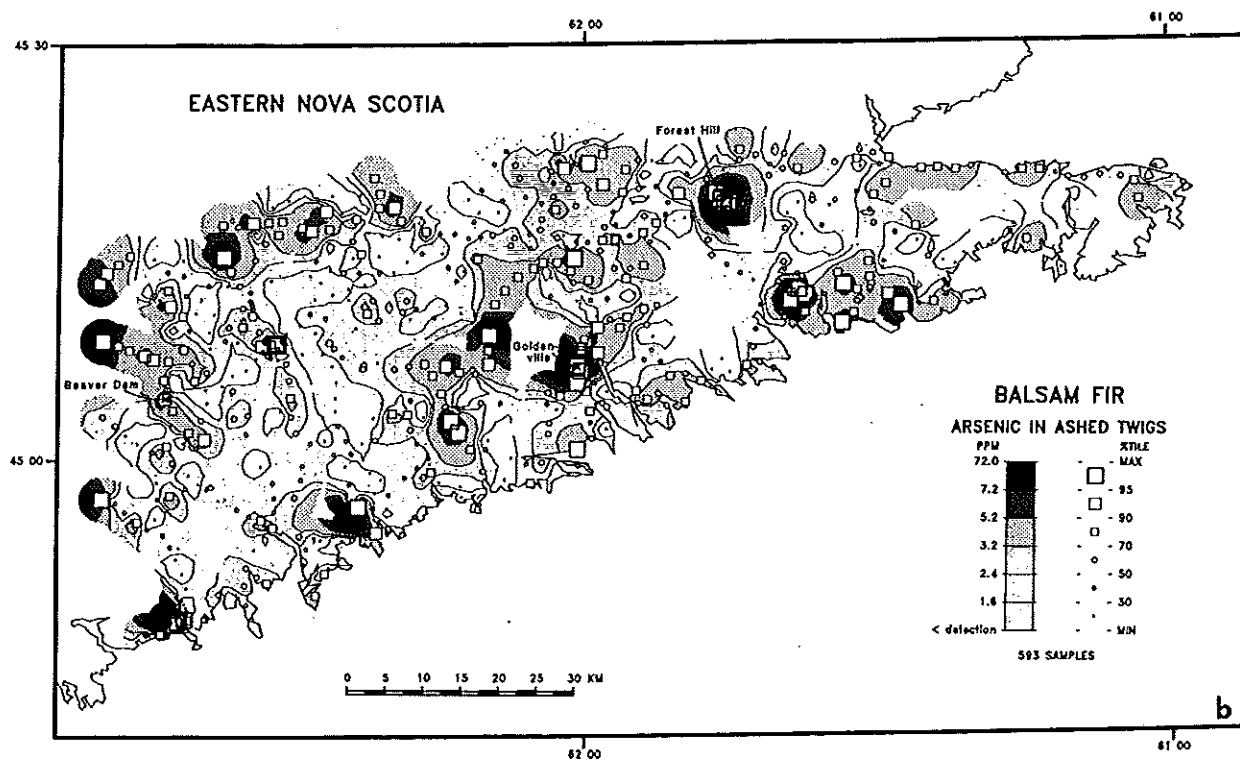 62 00
61 00
45 30
EASTERN NOVA SCOTIA
Forest Hill
Golden-
ville
Beaver Dam
45 00
BALSAM FIR
ARSENIC IN ASHED TWIGS
PPM %TILE
72.0 MAX
7.2 95
5.2 90
3.2 70
2.4 50
1.6 30
< detection MIN
593 SAMPLES
0 5 10 15 20 25 30 KM
b
62 00
61 00